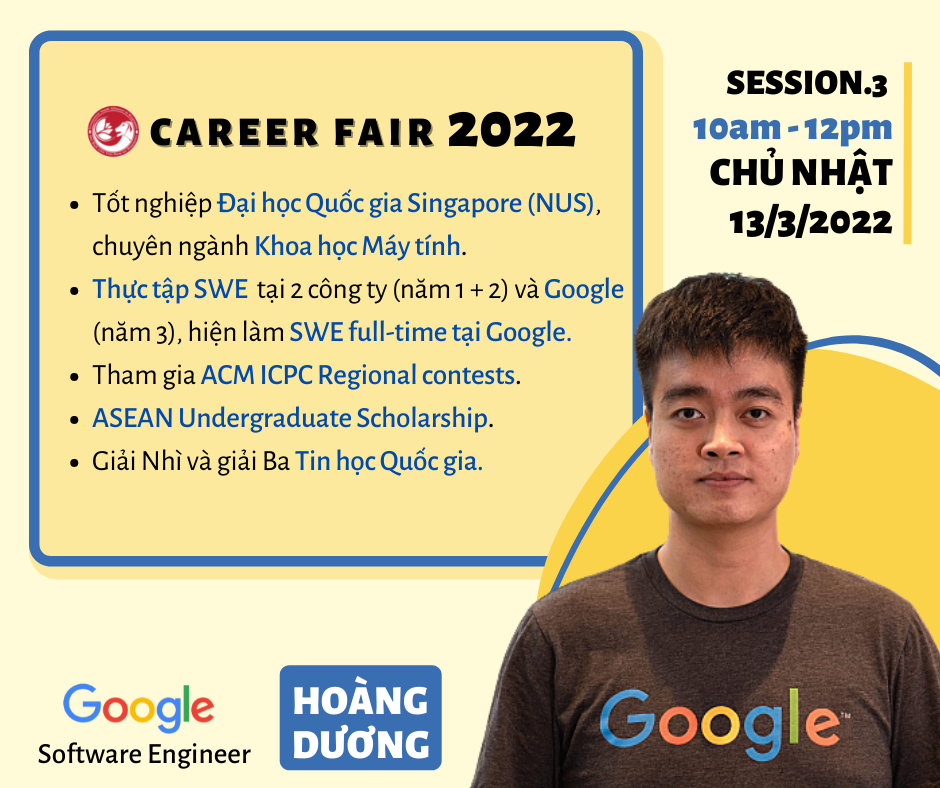 CAREER FAIR 2022
• Tốt nghiệp Đại học Quốc gia Singapore (NUS),
chuyên ngành Khoa học Máy tính.
• Thực tập SWE tại 2 công ty (năm 1 + 2) và Google
(năm 3), hiện làm SWE full-time tại Google.
• Tham gia ACM ICPC Regional contests.
• ASEAN Undergraduate Scholarship.
• Giải Nhì và giải Ba Tin học Quốc gia.
SESSION.3
10am - 12pm
CHỦ NHẬT
13/3/2022
Google
Software Engineer
HOÀNG
DƯƠNG
Google™